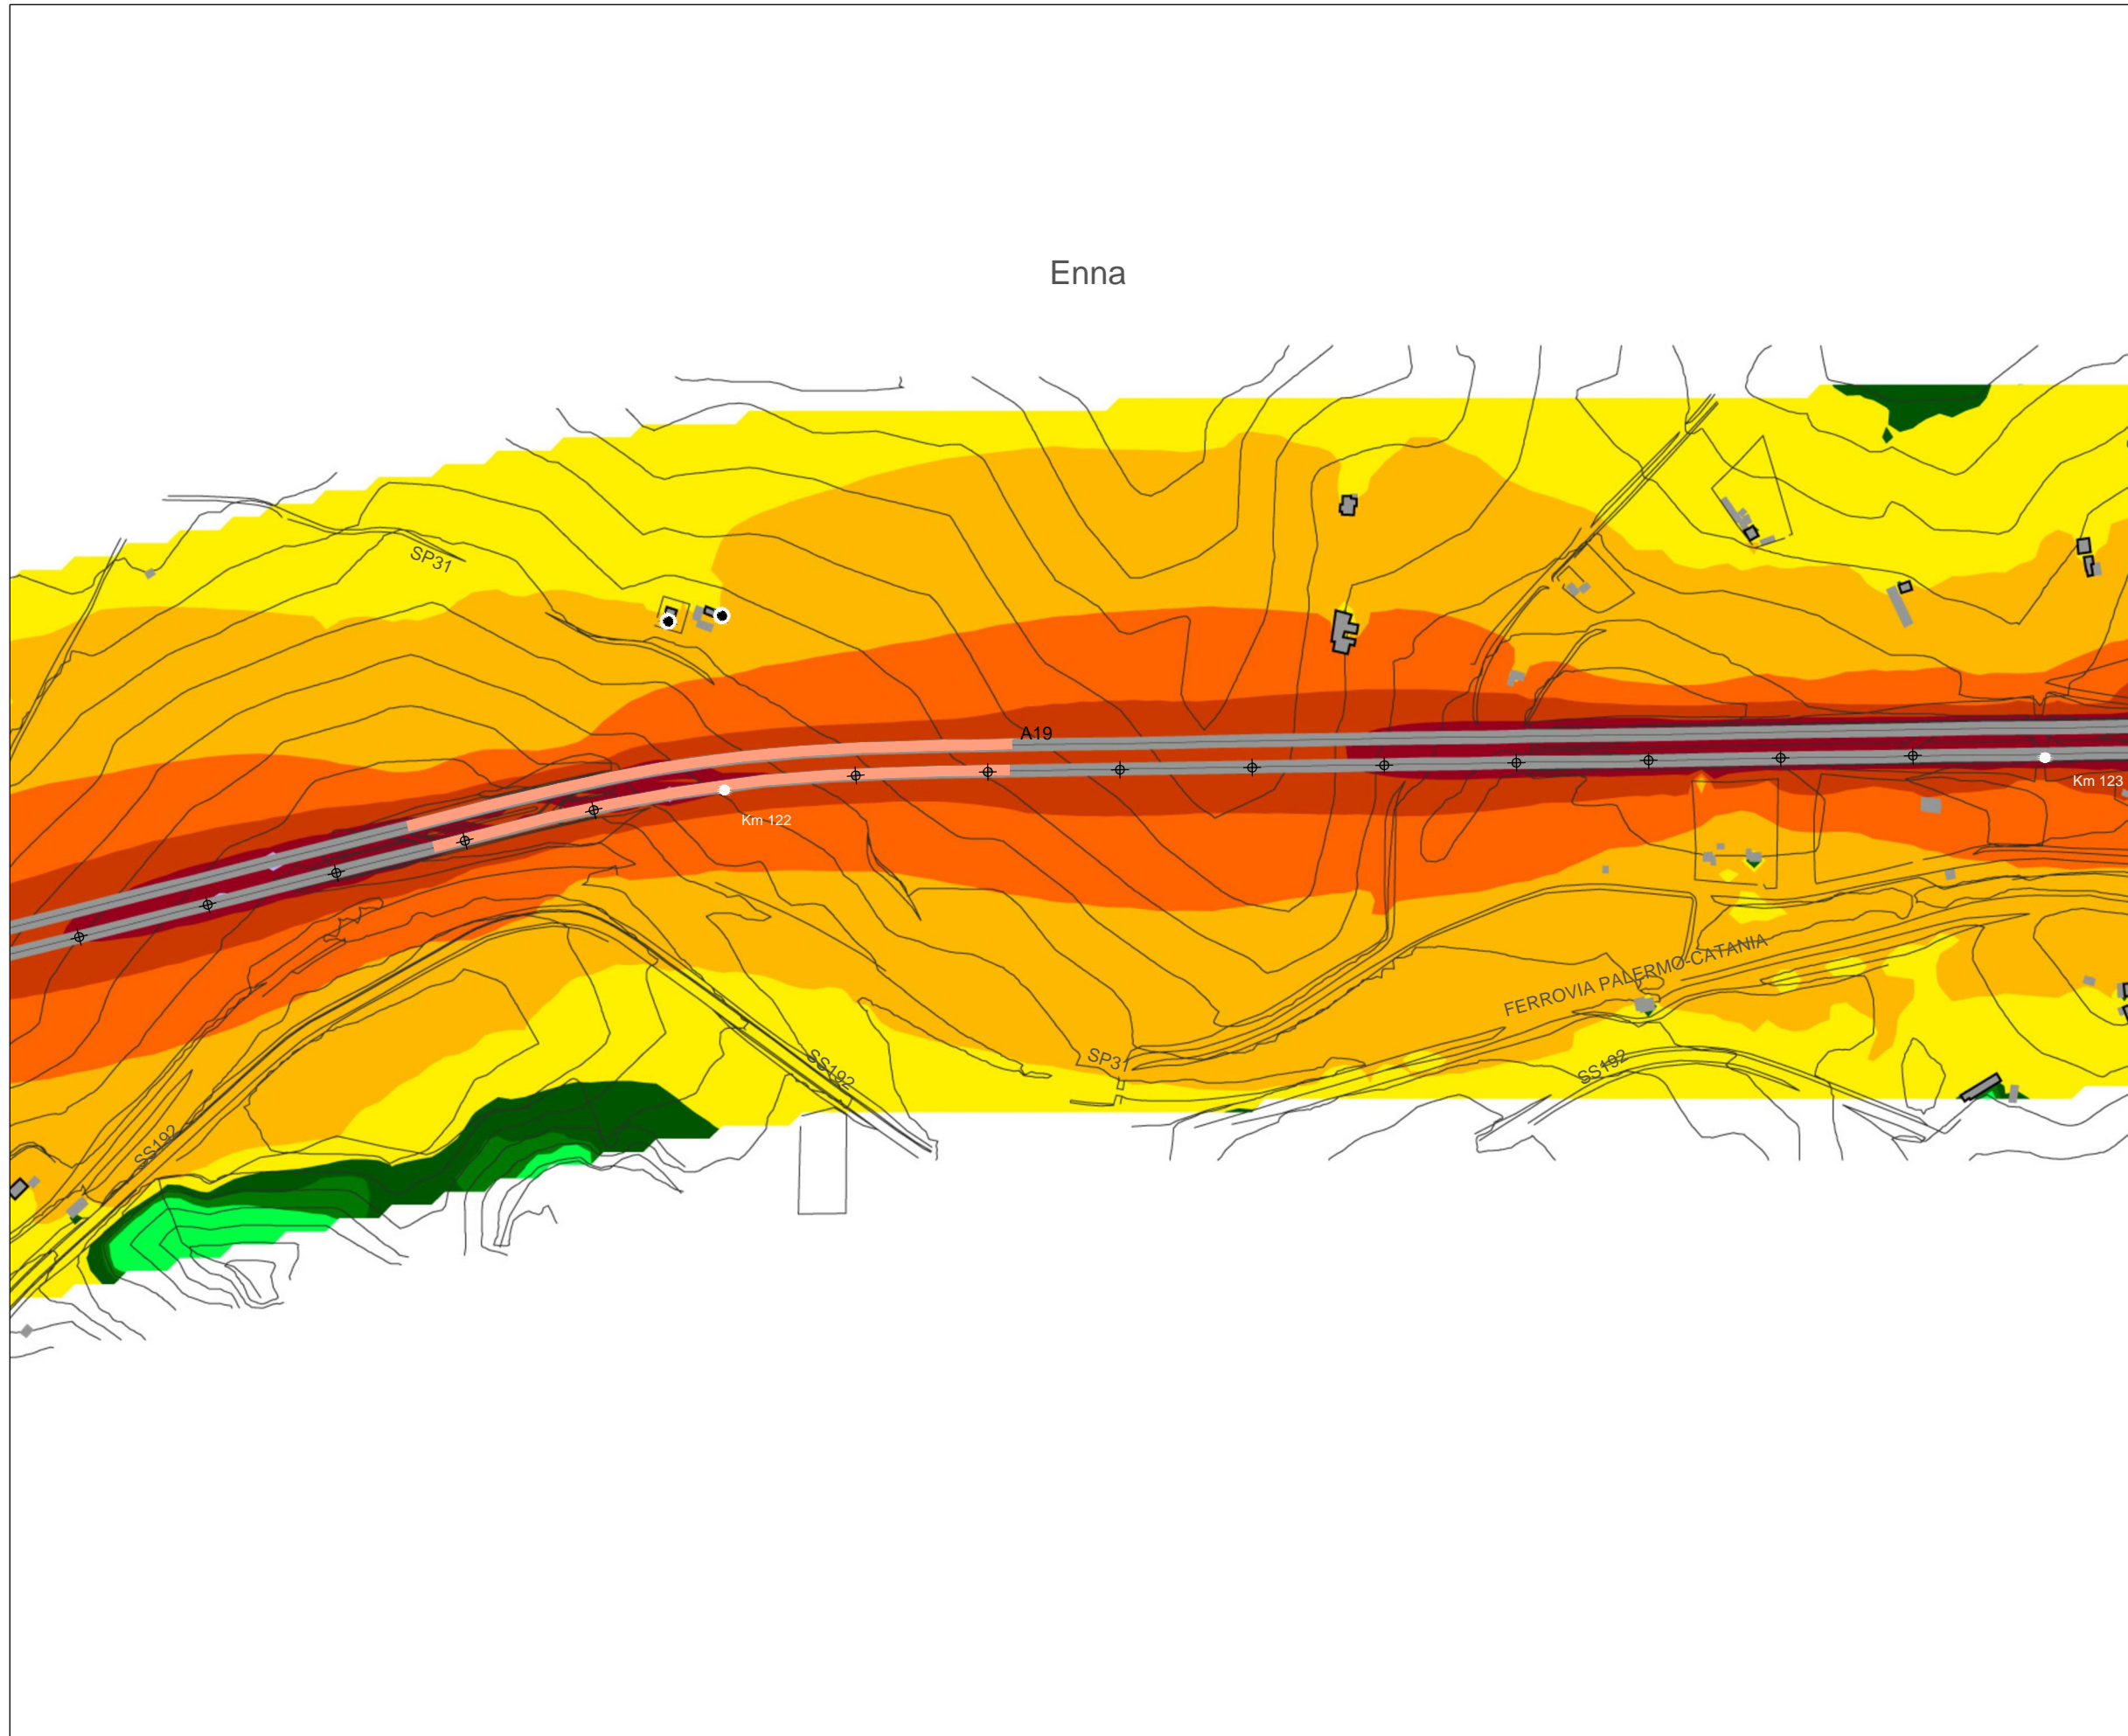 Enna
SP31
A19
Km 122
Km 123
FERROVIA PALERMO-CATANIA
SS192
SP31
SS192
SS192